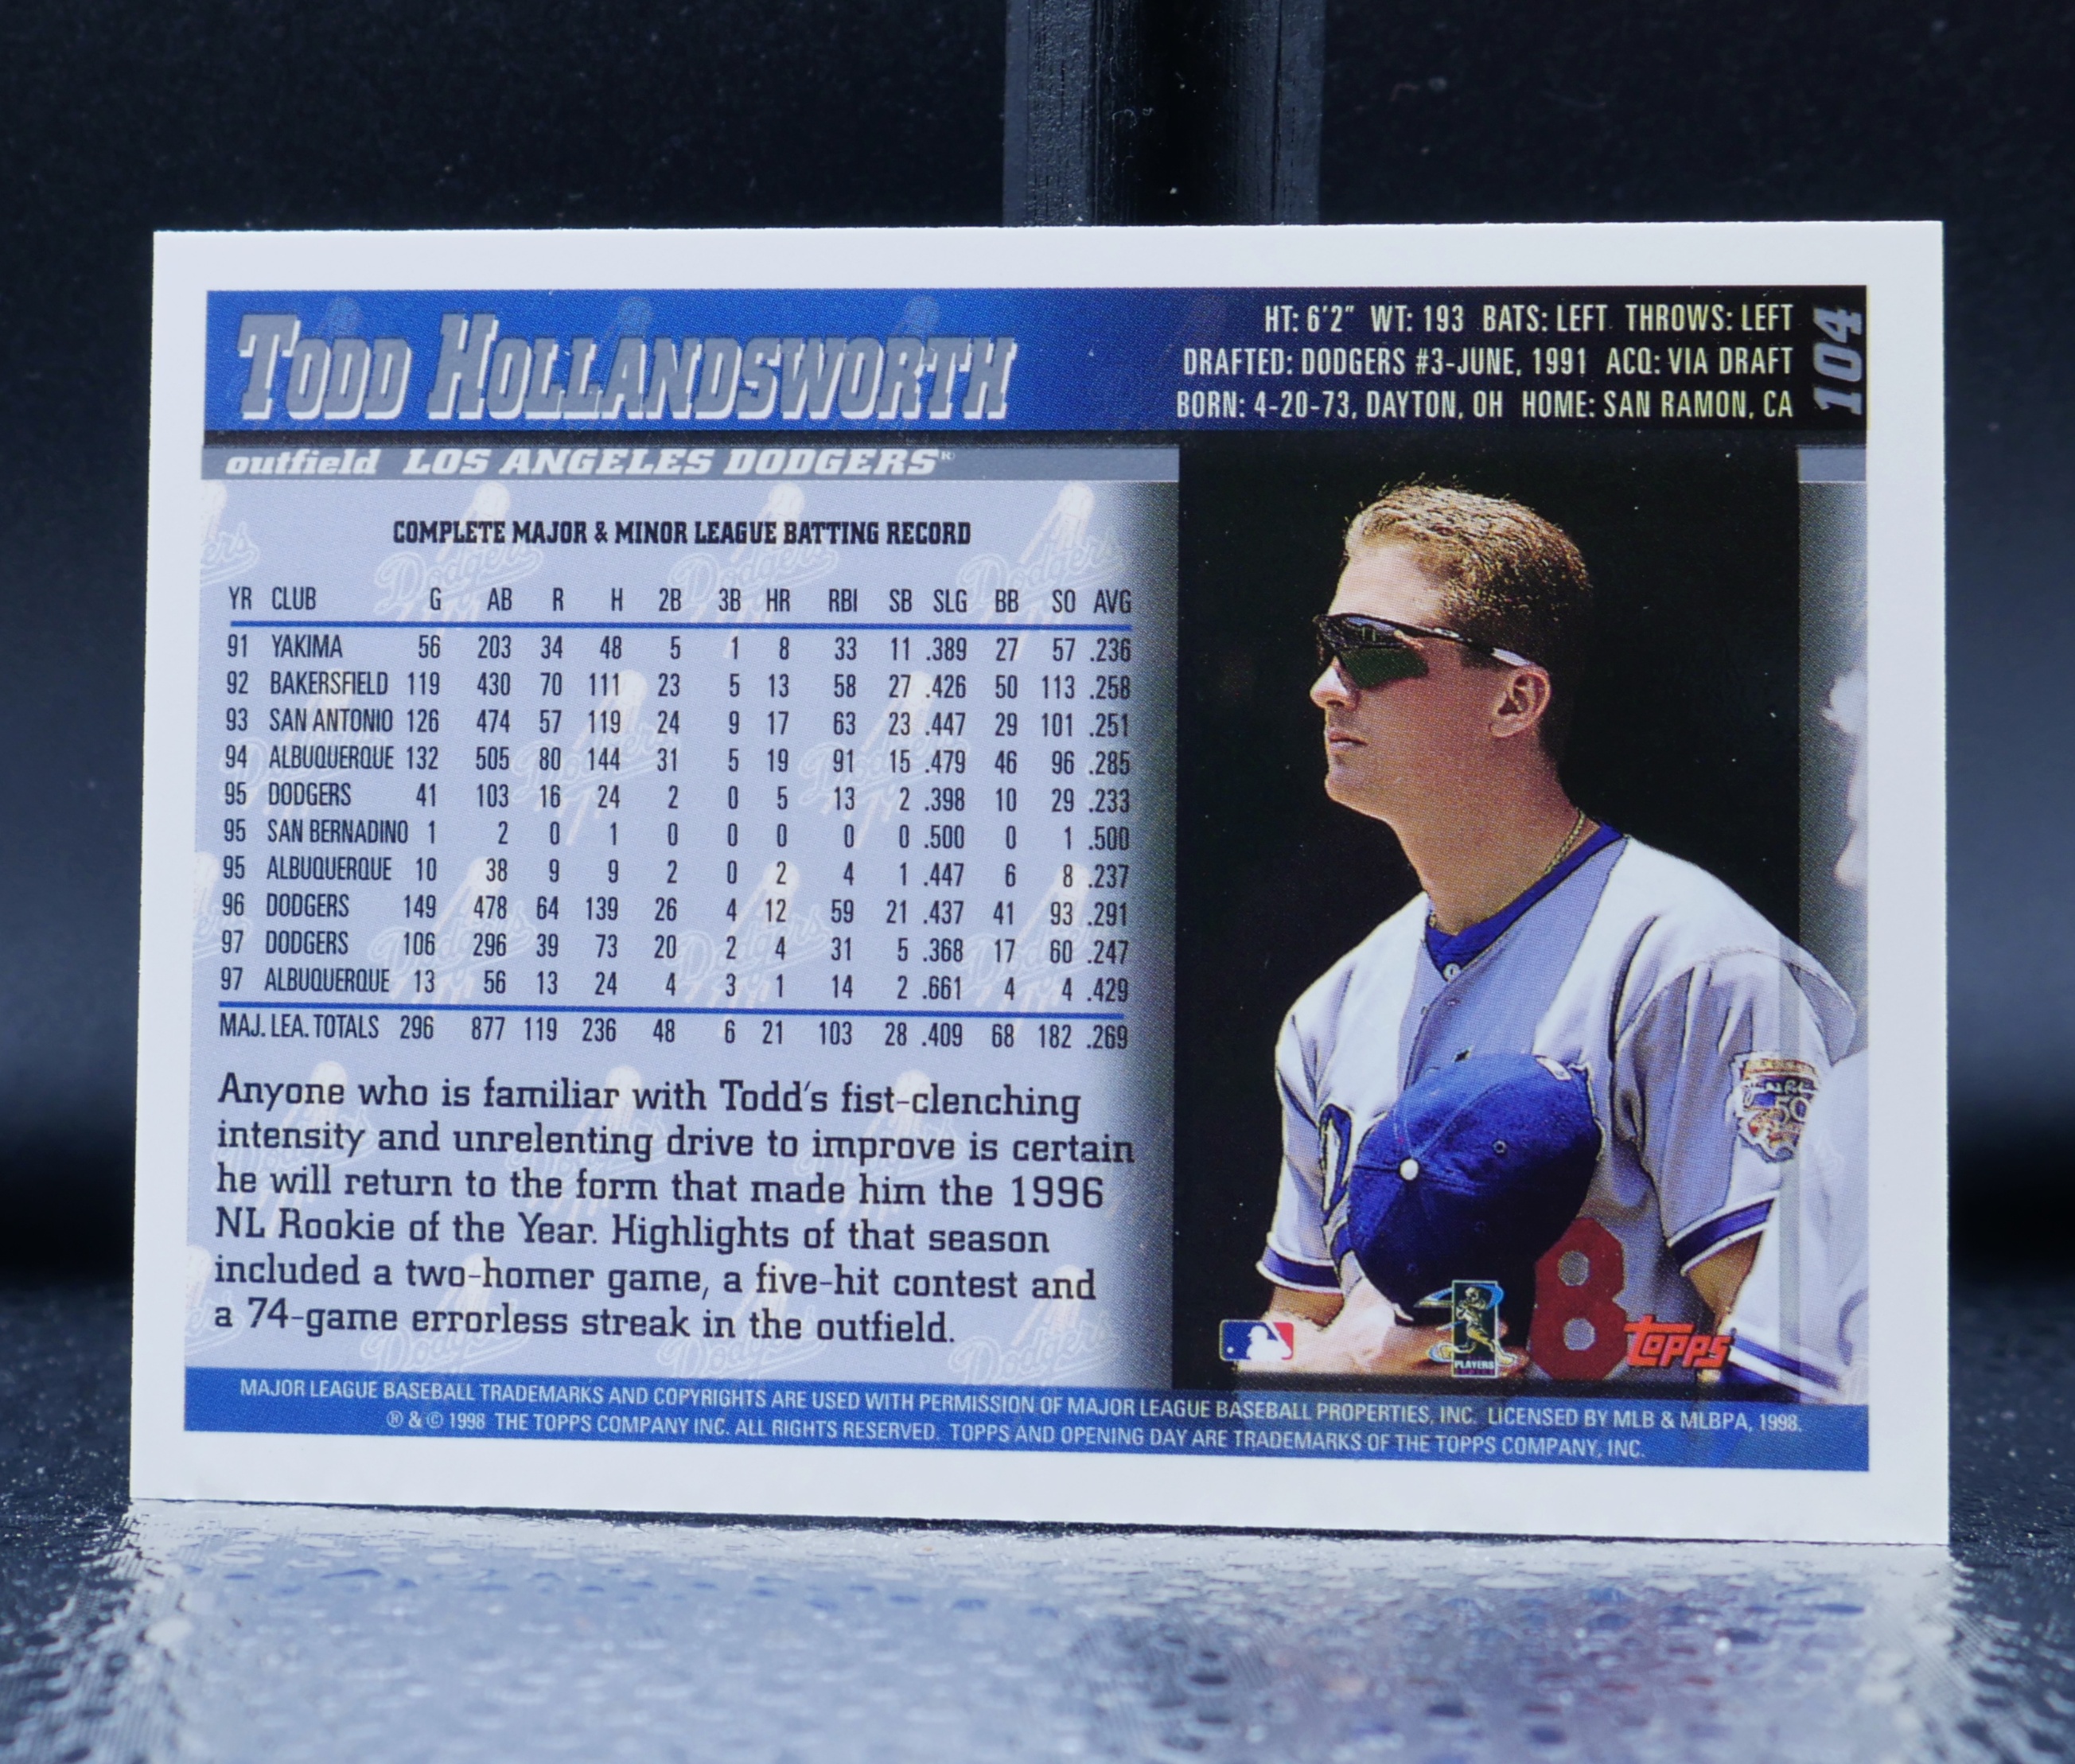 TODD HOLLANDSWORTH
HT: 6'2" WT: 193 BATS: LEFT THROWS: LEFT
DRAFTED: DODGERS #3-JUNE, 1991 ACQ: VIA DRAFT
BORN: 4-20-73, DAYTON, OH HOME: SAN RAMON, CA
104
outfield LOS ANGELES DODGERS®
COMPLETE MAJOR & MINOR LEAGUE BATTING RECORD
YR CLUB G AB R H 2B 3B HR RBI SB SLG BB SO AVG
91 YAKIMA 56 203 34 48 5 1 8 33 11 .389 27 57 .236
92 BAKERSFIELD 119 430 70 111 23 5 13 58 27 .426 50 113 .258
93 SAN ANTONIO 126 474 57 119 24 9 17 63 23 .447 29 101 .251
94 ALBUQUERQUE 132 505 80 144 31 5 19 91 15 .479 46 96 .285
95 DODGERS 41 103 16 24 2 0 5 13 2 .398 10 29 .233
95 SAN BERNADINO 1 2 0 1 0 0 0 0 0 .500 0 1 .500
95 ALBUQUERQUE 10 38 9 9 2 0 2 4 1 .447 6 8 .237
96 DODGERS 149 478 64 139 26 4 12 59 21 .437 41 93 .291
97 DODGERS 106 296 39 73 20 2 4 31 5 .368 17 60 .247
97 ALBUQUERQUE 13 56 13 24 4 3 1 14 2 .661 4 4 .429
MAJ. LEA. TOTALS 296 877 119 236 48 6 21 103 28 .409 68 182 .269
Anyone who is familiar with Todd's fist-clenching
intensity and unrelenting drive to improve is certain
he will return to the form that made him the 1996
NL Rookie of the Year. Highlights of that season
included a two-homer game, a five-hit contest and
a 74-game errorless streak in the outfield.
50
8
PLAYERS
TOPPS
MAJOR LEAGUE BASEBALL TRADEMARKS AND COPYRIGHTS ARE USED WITH PERMISSION OF MAJOR LEAGUE BASEBALL PROPERTIES, INC. LICENSED BY MLB & MLBPA, 1998.
® & © 1998 THE TOPPS COMPANY INC. ALL RIGHTS RESERVED. TOPPS AND OPENING DAY ARE TRADEMARKS OF THE TOPPS COMPANY, INC.